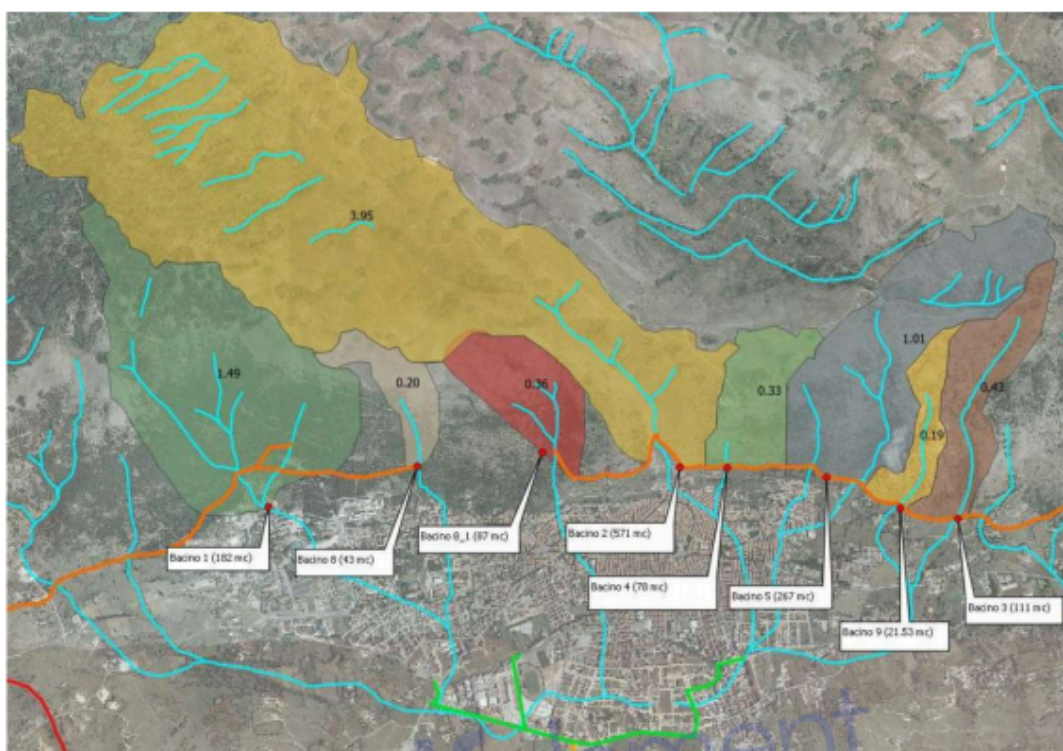 3.95
1.49
0.20
0.36
0.33
1.01
0.43
0.19
Bacino 1 (182 mc)
Bacino 8 (43 mc)
Bacino 8_1 (87 mc)
Bacino 2 (571 mc)
Bacino 4 (78 mc)
Bacino 5 (267 mc)
Bacino 9 (21.53 mc)
Bacino 3 (111 mc)